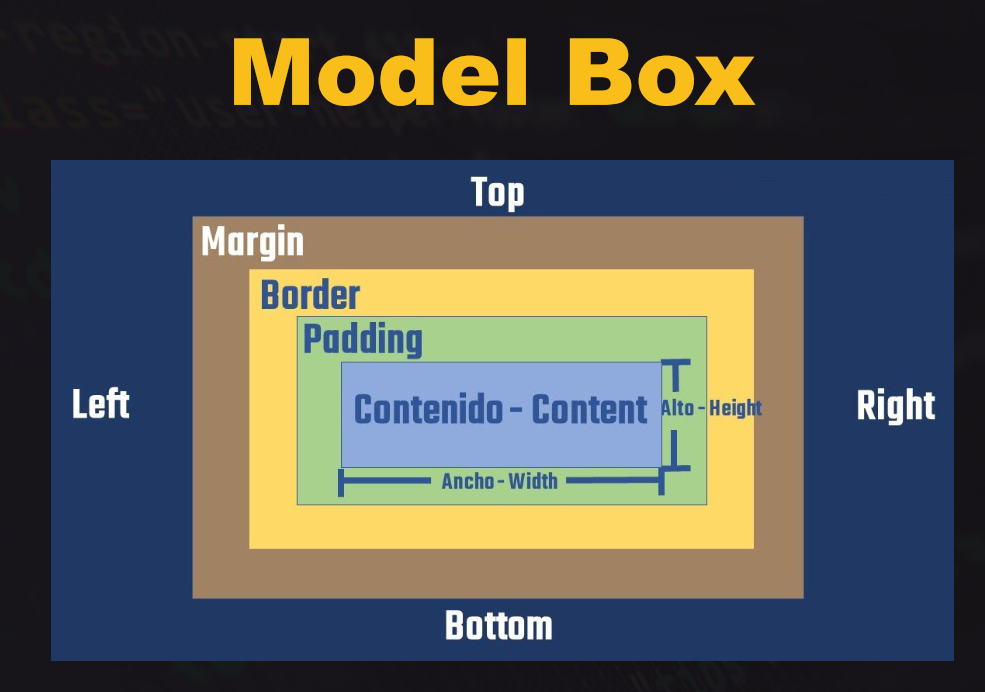 Model Box
Top
Margin
Border
Padding
Left
Contenido - Content
Alto - Height
Right
Ancho - Width
Bottom